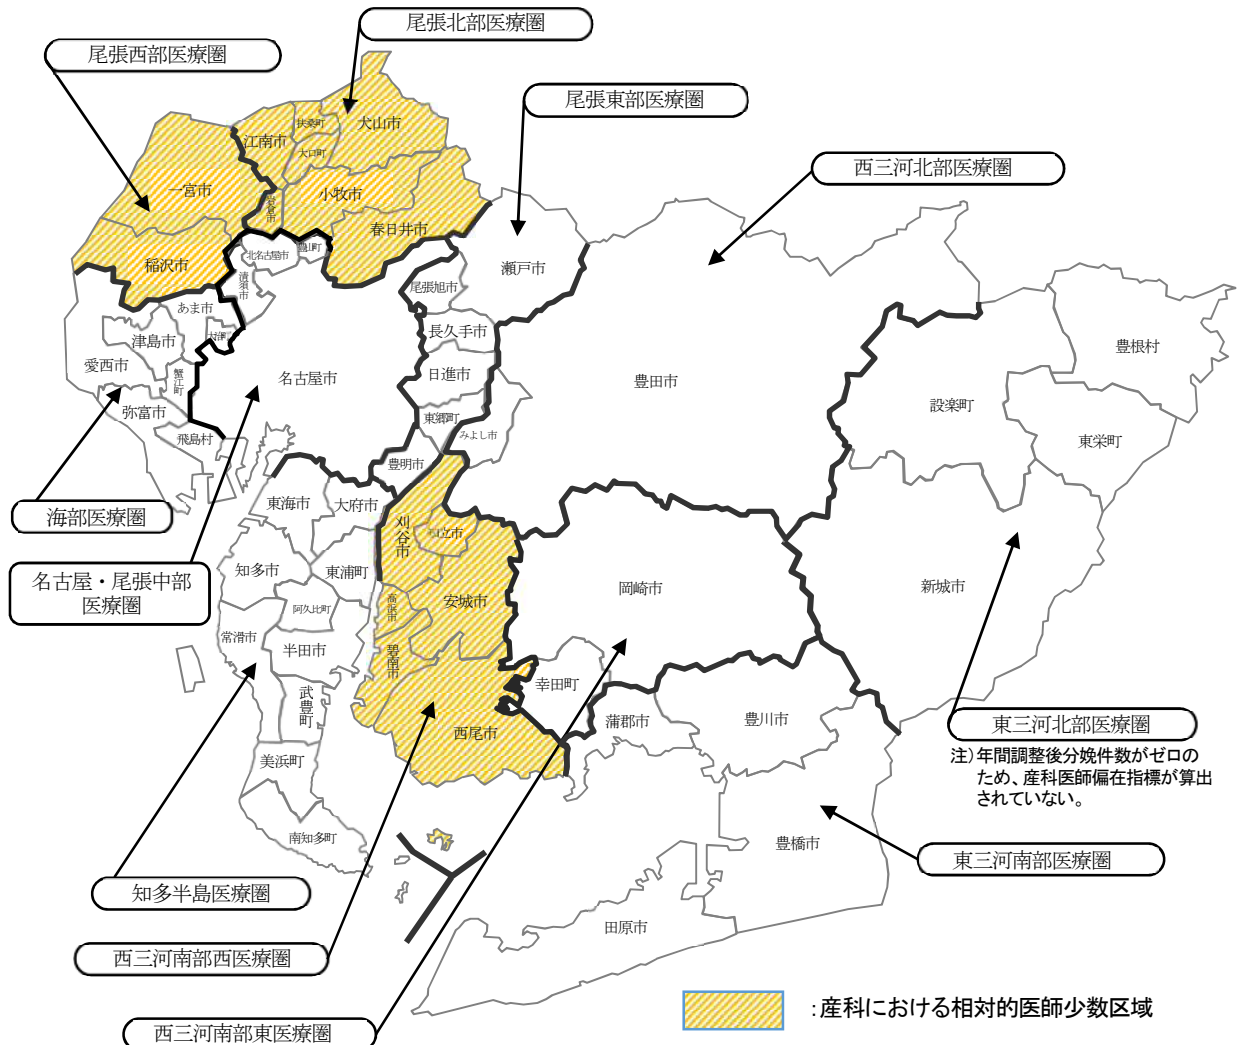 尾張北部医療圏
尾張西部医療圏
尾張東部医療圏
西三河北部医療圏
扶桑町
犬山市
江南市
大口町
一宮市
小牧市
岩倉市
春日井市
稲沢市
北名古屋市
豊山町
清須市
瀬戸市
尾張旭市
あま市
大治町
津島市
長久手市
愛西市
蟹江町
名古屋市
日進市
豊田市
弥富市
東郷町
みよし市
飛島村
豊明市
豊根村
設楽町
東栄町
海部医療圏
東海市
大府市
刈谷市
知立市
名古屋・尾張中部
医療圏
知多市
東浦町
阿久比町
高浜市
安城市
岡崎市
新城市
常滑市
半田市
碧南市
武豊町
幸田町
西尾市
蒲郡市
豊川市
美浜町
南知多町
東三河北部医療圏
注)年間調整後分娩件数がゼロの
ため、産科医師偏在指標が算出
されていない。
豊橋市
東三河南部医療圏
知多半島医療圏
田原市
西三河南部西医療圏
西三河南部東医療圏
:産科における相対的医師少数区域